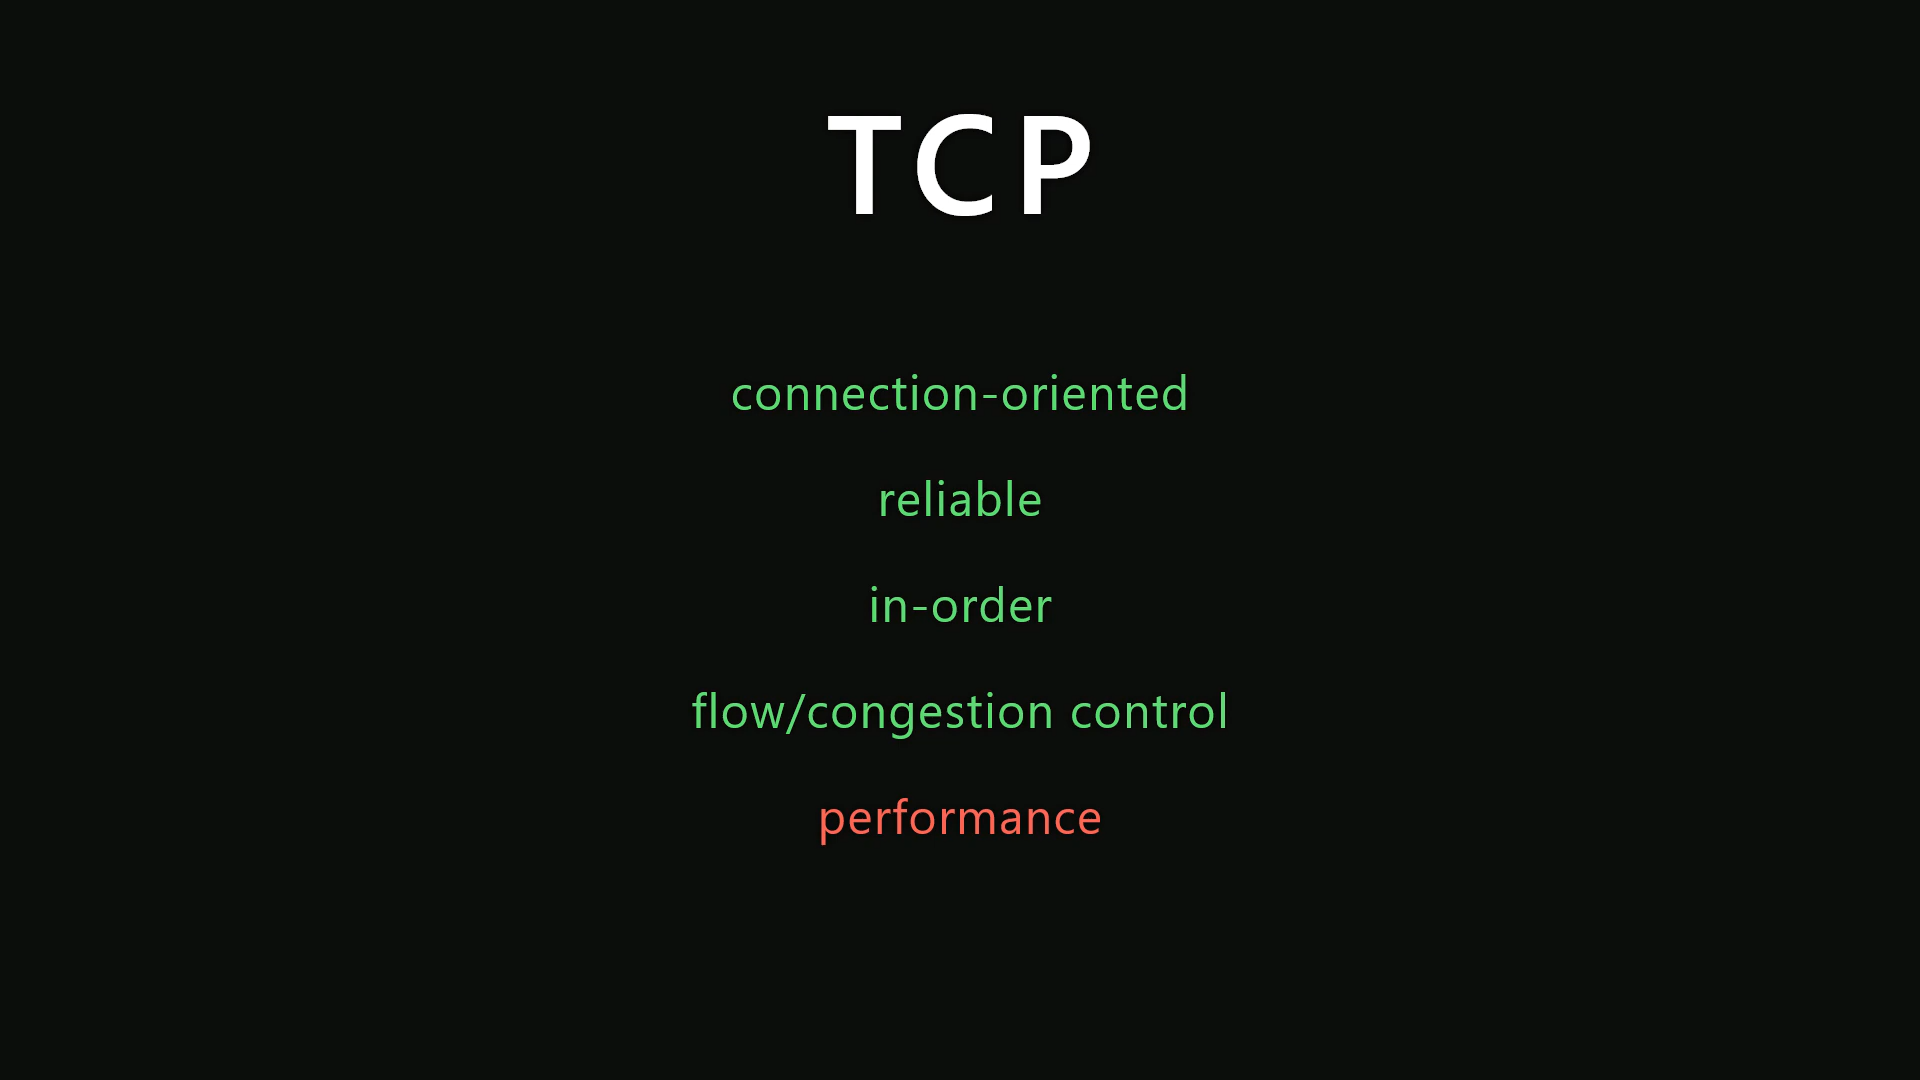 TCP
connection-oriented
reliable
in-order
flow/congestion control
performance